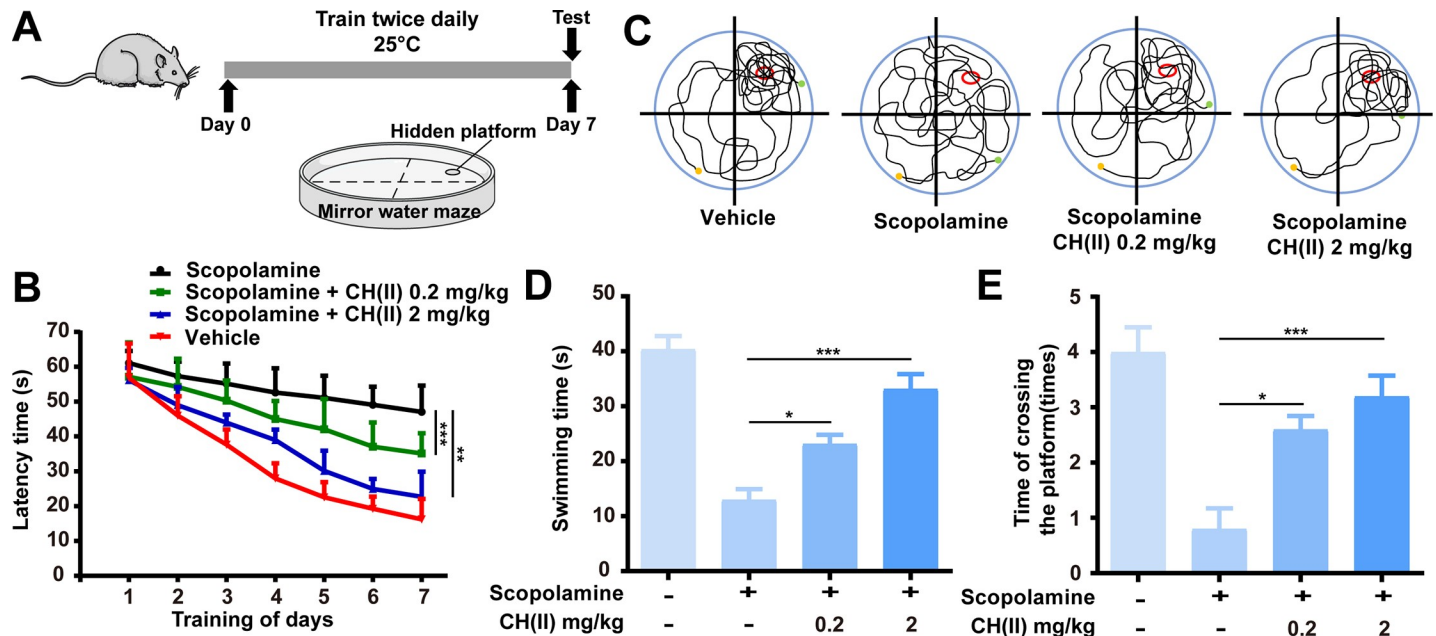 A
Train twice daily
25°C
Test
Day 0
Day 7
Hidden platform
Mirror water maze
C
Vehicle
Scopolamine
Scopolamine
CH(II) 0.2 mg/kg
Scopolamine
CH(II) 2 mg/kg
B
Scopolamine
Scopolamine + CH(II) 0.2 mg/kg
Scopolamine + CH(II) 2 mg/kg
Vehicle
Latency time (s)
70
60
50
40
30
20
10
0
***
**
1 2 3 4 5 6 7
Training of days
D
Swimming time (s)
50
40
30
20
10
0
***
*
Scopolamine - + + +
CH(II) mg/kg - - 0.2 2
E
Time of crossing
the platform(times)
5
4
3
2
1
0
***
*
Scopolamine - + + +
CH(II) mg/kg - - 0.2 2